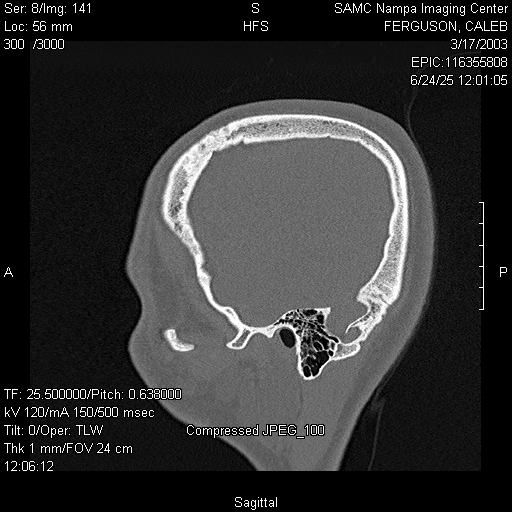 Ser: 8/Img: 141
Loc: 56 mm
300 /3000
S
HFS
SAMC Nampa Imaging Center
FERGUSON, CALEB
3/17/2003
EPIC:116355808
6/24/25 12:01:05
A
P
TF: 25.500000/Pitch: 0.638000
kV 120/mA 150/500 msec
Tilt: 0/Oper: TLW
Thk 1 mm/FOV 24 cm
12:06:12
Compressed JPEG_100
Sagittal